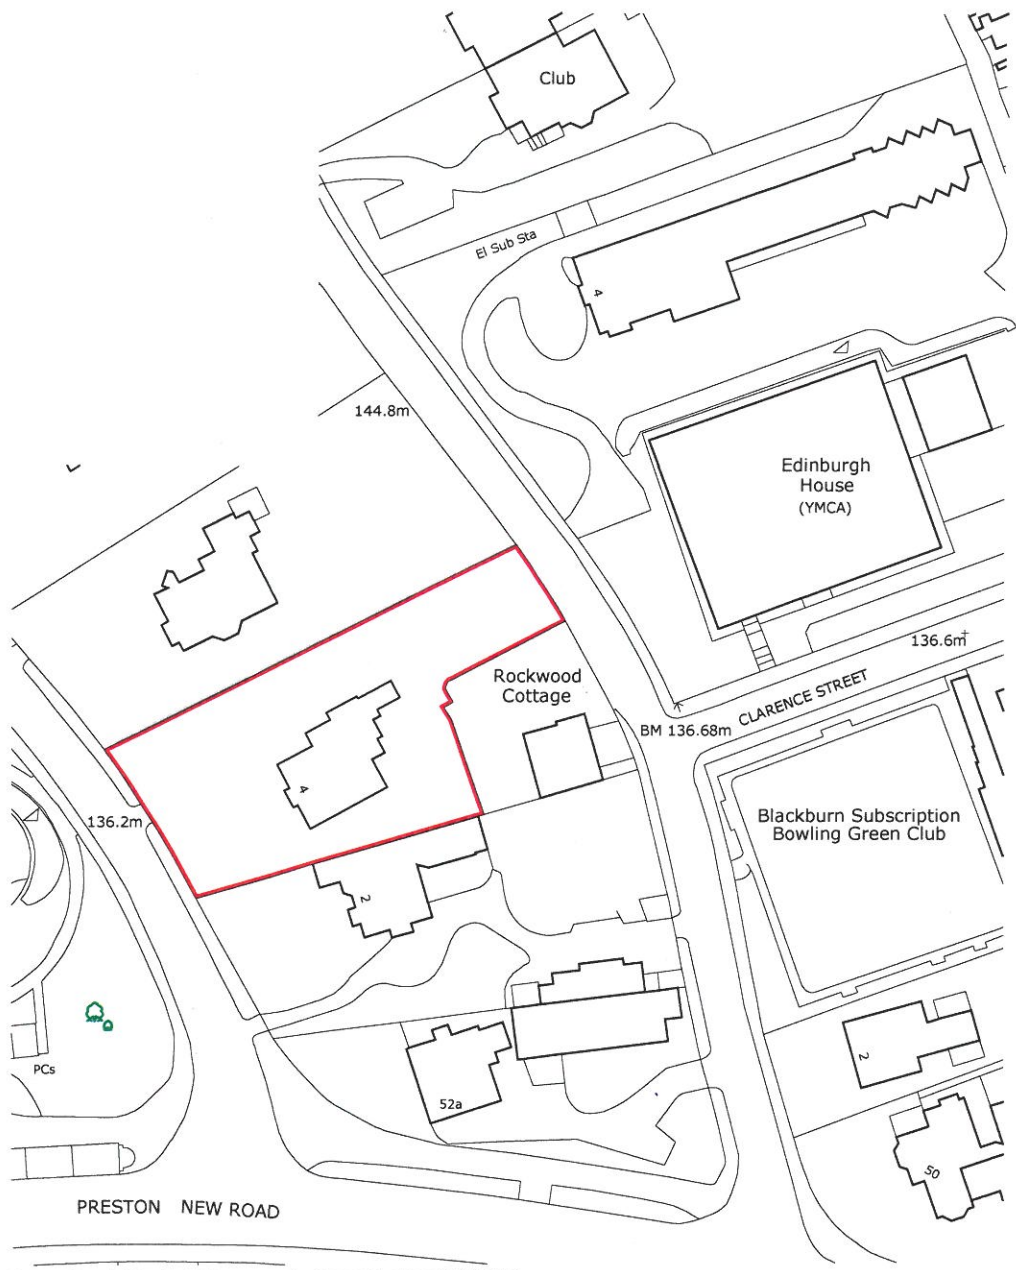 Club
El Sub Sta
4
144.8m
Edinburgh
House
(YMCA)
136.6m
Rockwood
Cottage
CLARENCE STREET
BM 136.68m
4
136.2m
Blackburn Subscription
Bowling Green Club
2
2
PCs
52a
50
PRESTON NEW ROAD